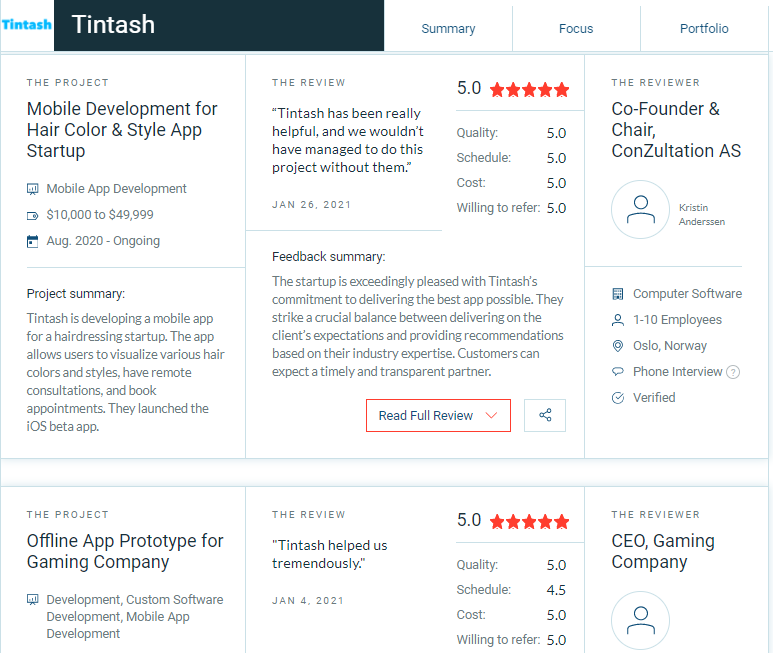 Tintash
Tintash
Summary
Focus
Portfolio
THE PROJECT
Mobile Development for
Hair Color & Style App
Startup
Mobile App Development
$10,000 to $49,999
Aug. 2020 - Ongoing
Project summary:
Tintash is developing a mobile app
for a hairdressing startup. The app
allows users to visualize various hair
colors and styles, have remote
consultations, and book
appointments. They launched the
iOS beta app.
THE REVIEW
“Tintash has been really
helpful, and we wouldn’t
have managed to do this
project without them.”
JAN 26, 2021
5.0
Quality: 5.0
Schedule: 5.0
Cost: 5.0
Willing to refer: 5.0
Feedback summary:
The startup is exceedingly pleased with Tintash’s
commitment to delivering the best app possible. They
strike a crucial balance between delivering on the
client’s expectations and providing recommendations
based on their industry expertise. Customers can
expect a timely and transparent partner.
Read Full Review
THE REVIEWER
Co-Founder &
Chair,
ConZultation AS
Kristin
Anderssen
Computer Software
1-10 Employees
Oslo, Norway
Phone Interview ?
Verified
THE PROJECT
Offline App Prototype for
Gaming Company
Development, Custom Software
Development, Mobile App
Development
THE REVIEW
"Tintash helped us
tremendously."
JAN 4, 2021
5.0
Quality: 5.0
Schedule: 4.5
Cost: 5.0
Willing to refer: 5.0
THE REVIEWER
CEO, Gaming
Company